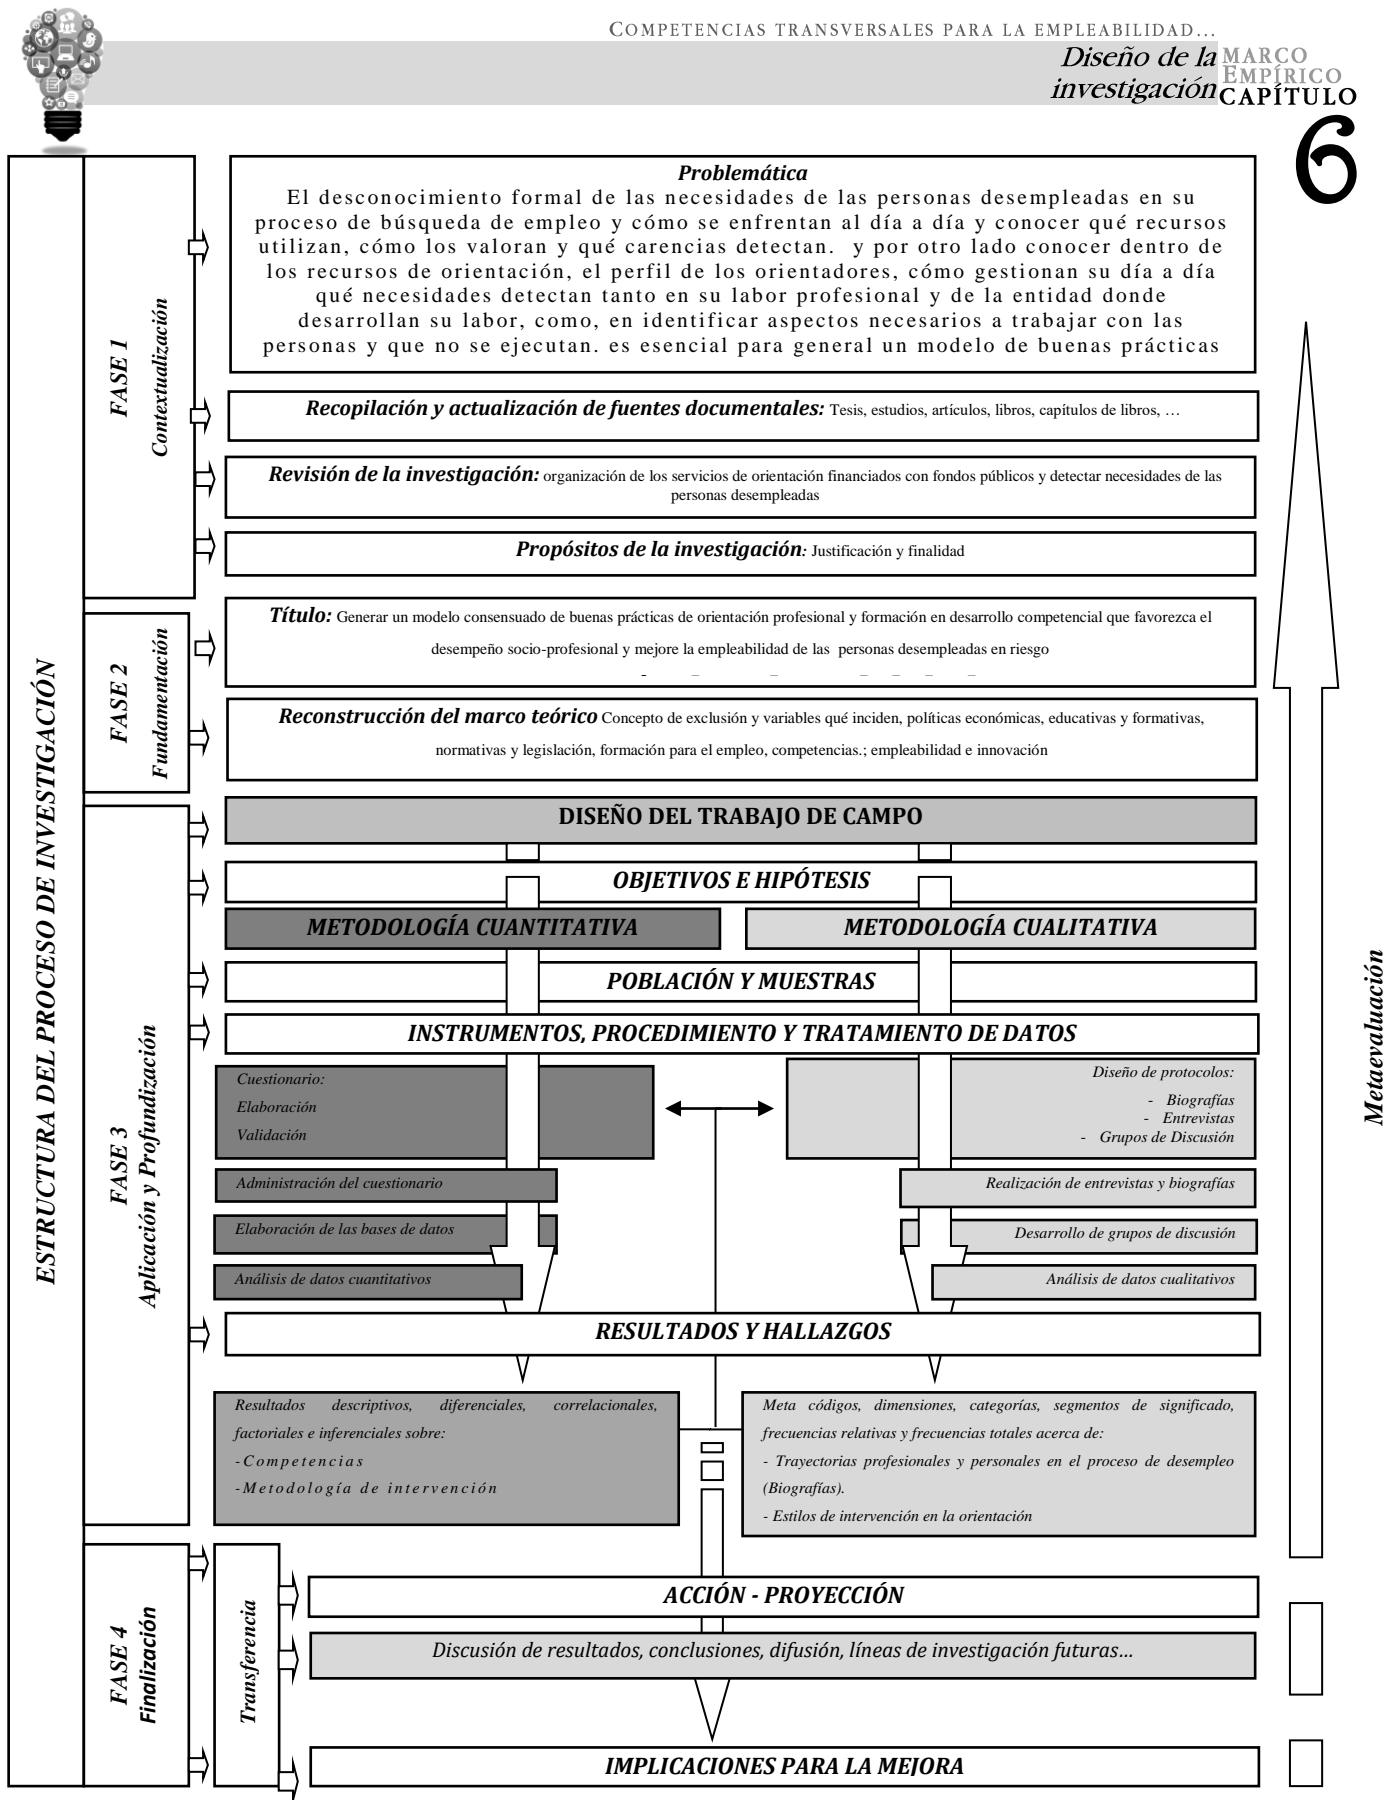 COMPETENCIAS TRANSVERSALES PARA LA EMPLEABILIDAD…
Diseño de la
investigación
MARCO
EMPÍRICO
CAPÍTULO
6
ESTRUCTURA DEL PROCESO DE INVESTIGACIÓN
FASE 1
Contextualización
Problemática
El desconocimiento formal de las necesidades de las personas desempleadas en su
proceso de búsqueda de empleo y cómo se enfrentan al día a día y conocer qué recursos
utilizan, cómo los valoran y qué carencias detectan. y por otro lado conocer dentro de
los recursos de orientación, el perfil de los orientadores, cómo gestionan su día a día
qué necesidades detectan tanto en su labor profesional y de la entidad donde
desarrollan su labor, como, en identificar aspectos necesarios a trabajar con las
personas y que no se ejecutan. es esencial para general un modelo de buenas prácticas
Recopilación y actualización de fuentes documentales: Tesis, estudios, artículos, libros, capítulos de libros, …
Revisión de la investigación: organización de los servicios de orientación financiados con fondos públicos y detectar necesidades de las
personas desempleadas
Propósitos de la investigación: Justificación y finalidad
FASE 2
Fundamentación
Título: Generar un modelo consensuado de buenas prácticas de orientación profesional y formación en desarrollo competencial que favorezca el
desempeño socio-profesional y mejore la empleabilidad de las personas desempleadas en riesgo
Reconstrucción del marco teórico Concepto de exclusión y variables qué inciden, políticas económicas, educativas y formativas,
normativas y legislación, formación para el empleo, competencias.; empleabilidad e innovación
FASE 3
Aplicación y Profundización
DISEÑO DEL TRABAJO DE CAMPO
OBJETIVOS E HIPÓTESIS
METODOLOGÍA CUANTITATIVA
METODOLOGÍA CUALITATIVA
POBLACIÓN Y MUESTRAS
INSTRUMENTOS, PROCEDIMIENTO Y TRATAMIENTO DE DATOS
Cuestionario:
Elaboración
Validación
Diseño de protocolos:
- Biografías
- Entrevistas
- Grupos de Discusión
Administración del cuestionario
Realización de entrevistas y biografías
Elaboración de las bases de datos
Desarrollo de grupos de discusión
Análisis de datos cuantitativos
Análisis de datos cualitativos
RESULTADOS Y HALLAZGOS
Resultados descriptivos, diferenciales, correlacionales,
factoriales e inferenciales sobre:
-Competencias
-Metodología de intervención
Meta códigos, dimensiones, categorías, segmentos de significado,
frecuencias relativas y frecuencias totales acerca de:
- Trayectorias profesionales y personales en el proceso de desempleo
(Biografías).
- Estilos de intervención en la orientación
FASE 4
Finalización
Transferencia
ACCIÓN - PROYECCIÓN
Discusión de resultados, conclusiones, difusión, líneas de investigación futuras…
IMPLICACIONES PARA LA MEJORA
Metaevaluación